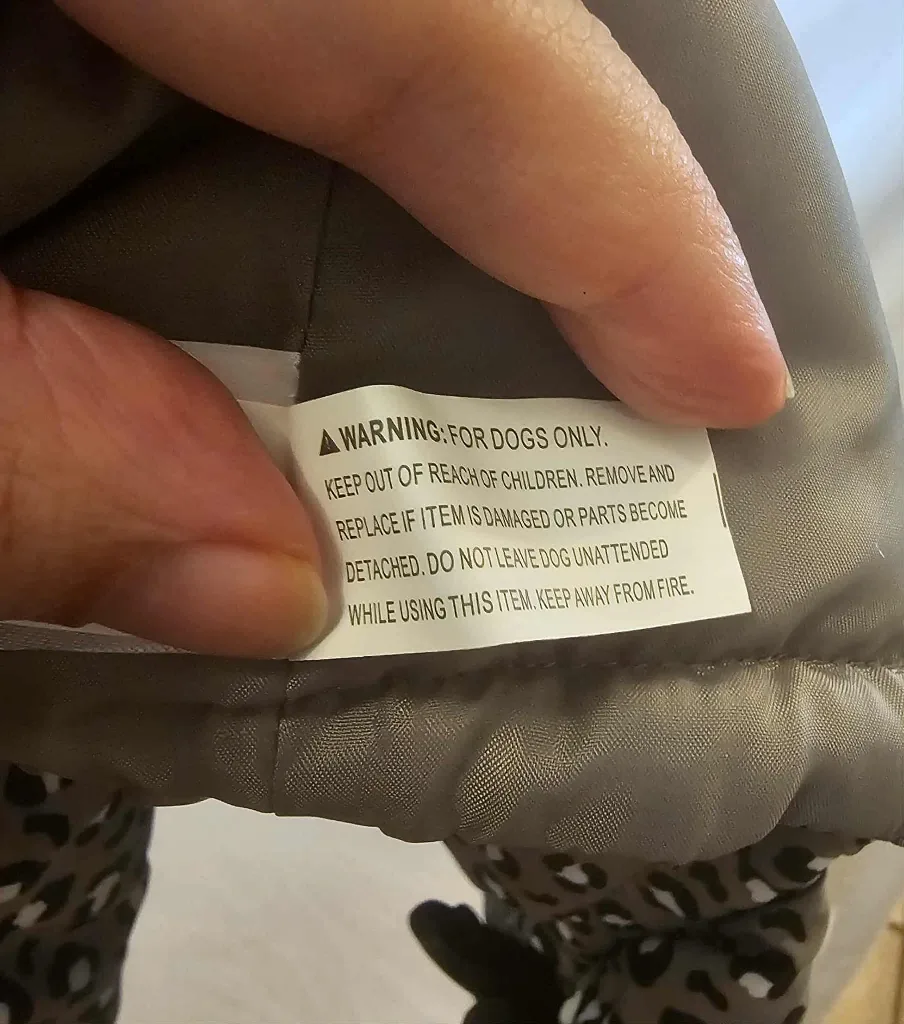 ⚠WARNING: FOR DOGS ONLY.
KEEP OUT OF REACH OF CHILDREN. REMOVE AND
REPLACE IF ITEM IS DAMAGED OR PARTS BECOME
DETACHED. DO NOT LEAVE DOG UNATTENDED
WHILE USING THIS ITEM. KEEP AWAY FROM FIRE.